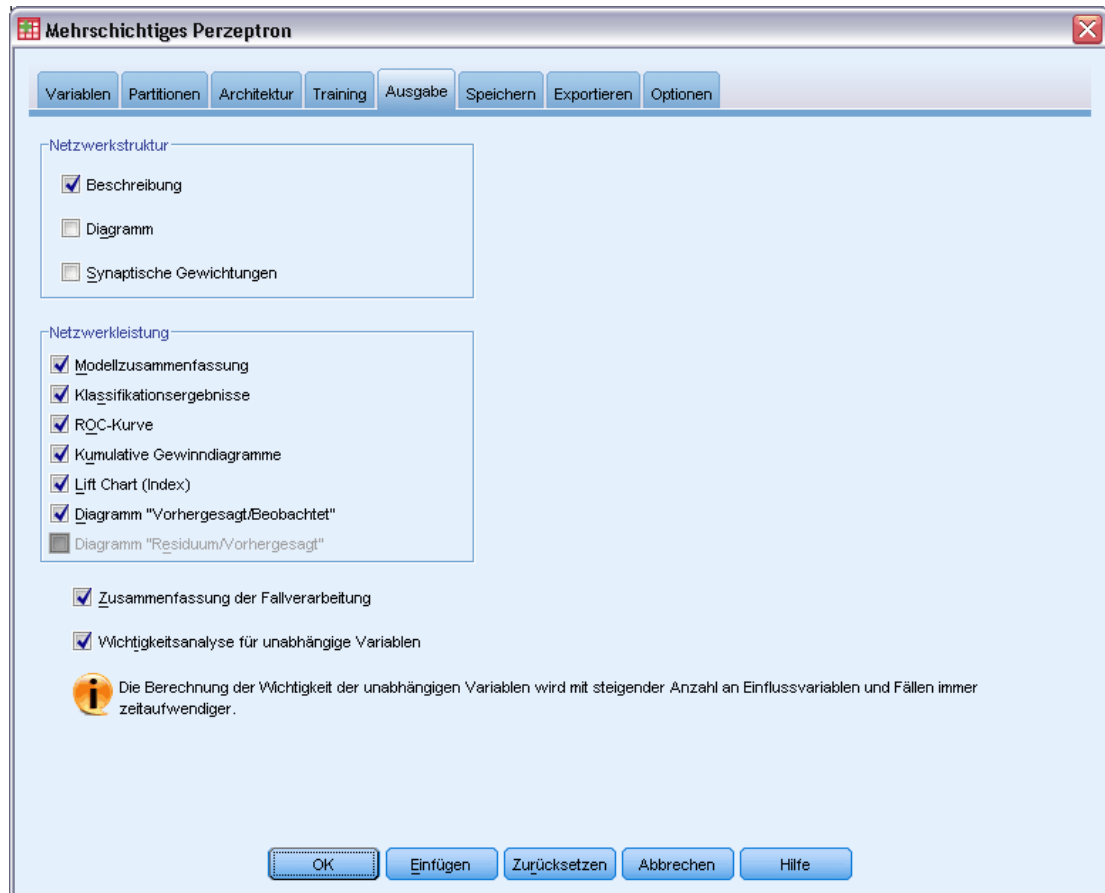 Mehrschichtiges Perzeptron
Variablen Partitionen Architektur Training Ausgabe Speichern Exportieren Optionen
Netzwerkstruktur
Beschreibung
Diagramm
Synaptische Gewichtungen
Netzwerkleistung
Modellzusammenfassung
Klassifikationsergebnisse
ROC-Kurve
Kumulative Gewinndiagramme
Lift Chart (Index)
Diagramm "Vorhergesagt/Beobachtet"
Diagramm "Residuum/Vorhergesagt"
Zusammenfassung der Fallverarbeitung
Wichtigkeitsanalyse für unabhängige Variablen
Die Berechnung der Wichtigkeit der unabhängigen Variablen wird mit steigender Anzahl an Einflussvariablen und Fällen immer
zeitaufwendiger.
OK Einfügen Zurücksetzen Abbrechen Hilfe